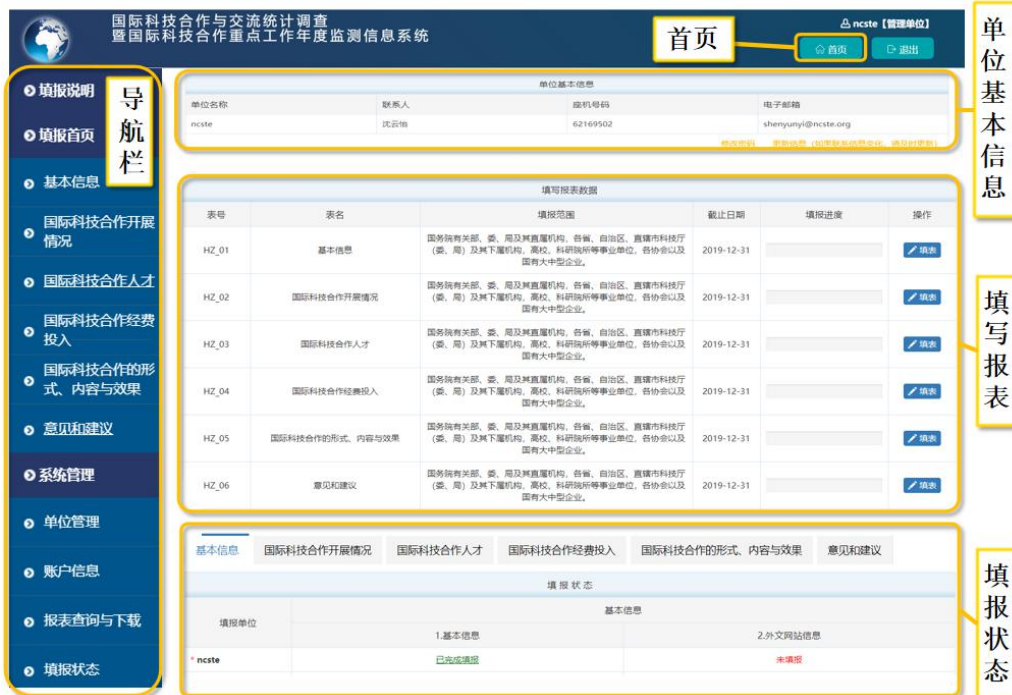 国际科技合作与交流统计调查
暨国际科技合作重点工作年度监测信息系统
首页
ncste【管理单位】
首页
退出
单位基本信息
导航栏
填报说明
填报首页
基本信息
国际科技合作开展
情况
国际科技合作人才
国际科技合作经费
投入
国际科技合作的形
式、内容与效果
意见和建议
系统管理
单位管理
账户信息
报表查询与下载
填报状态
单位基本信息
单位名称 联系人 座机号码 电子邮箱
ncste 沈云怡 62169502 shenyunyi@ncste.org
修改密码 更新信息（如果联系信息变化，请及时更新）
填写报表
填写报表数据
表号 表名 填报范围 截止日期 填报进度 操作
国务院有关部、委、局及其直属机构，各省、自治区、直辖市科技厅
HZ_01 基本信息 （委、局）及其下属机构，高校、科研院所等事业单位，各协会以及 2019-12-31 填表
国有大中型企业。
国务院有关部、委、局及其直属机构，各省、自治区、直辖市科技厅
HZ_02 国际科技合作开展情况 （委、局）及其下属机构，高校、科研院所等事业单位，各协会以及 2019-12-31 填表
国有大中型企业。
国务院有关部、委、局及其直属机构，各省、自治区、直辖市科技厅
HZ_03 国际科技合作人才 （委、局）及其下属机构，高校、科研院所等事业单位，各协会以及 2019-12-31 填表
国有大中型企业。
国务院有关部、委、局及其直属机构，各省、自治区、直辖市科技厅
HZ_04 国际科技合作经费投入 （委、局）及其下属机构，高校、科研院所等事业单位，各协会以及 2019-12-31 填表
国有大中型企业。
国务院有关部、委、局及其直属机构，各省、自治区、直辖市科技厅
HZ_05 国际科技合作的形式、内容与效果 （委、局）及其下属机构，高校、科研院所等事业单位，各协会以及 2019-12-31 填表
国有大中型企业。
国务院有关部、委、局及其直属机构，各省、自治区、直辖市科技厅
HZ_06 意见和建议 （委、局）及其下属机构，高校、科研院所等事业单位，各协会以及 2019-12-31 填表
国有大中型企业。
填报状态
基本信息 国际科技合作开展情况 国际科技合作人才 国际科技合作经费投入 国际科技合作的形式、内容与效果 意见和建议
填报状态
填报单位 基本信息
1.基本信息 2.外文网站信息
* ncste 已完成填报 未填报